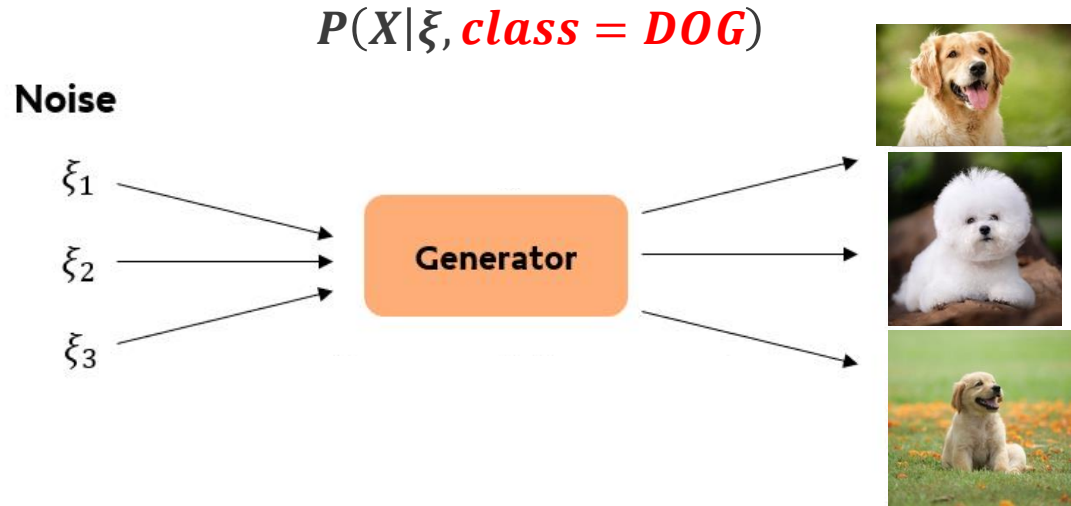 P(X|ξ, class = DOG)
Noise
ξ₁
ξ₂
Generator
ξ₃